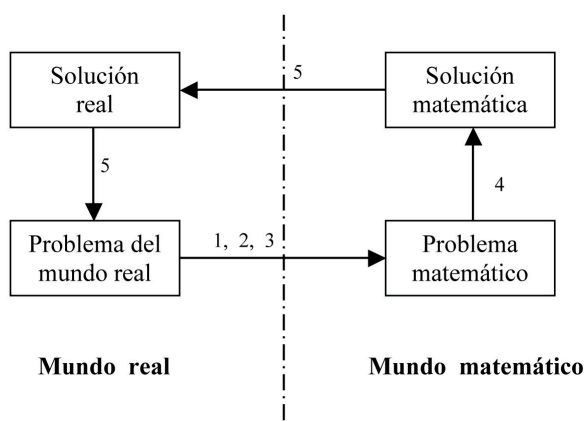 5
Solución
real
Solución
matemática
5
4
Problema del
mundo real
1, 2, 3
Problema
matemático
Mundo real
Mundo matemático